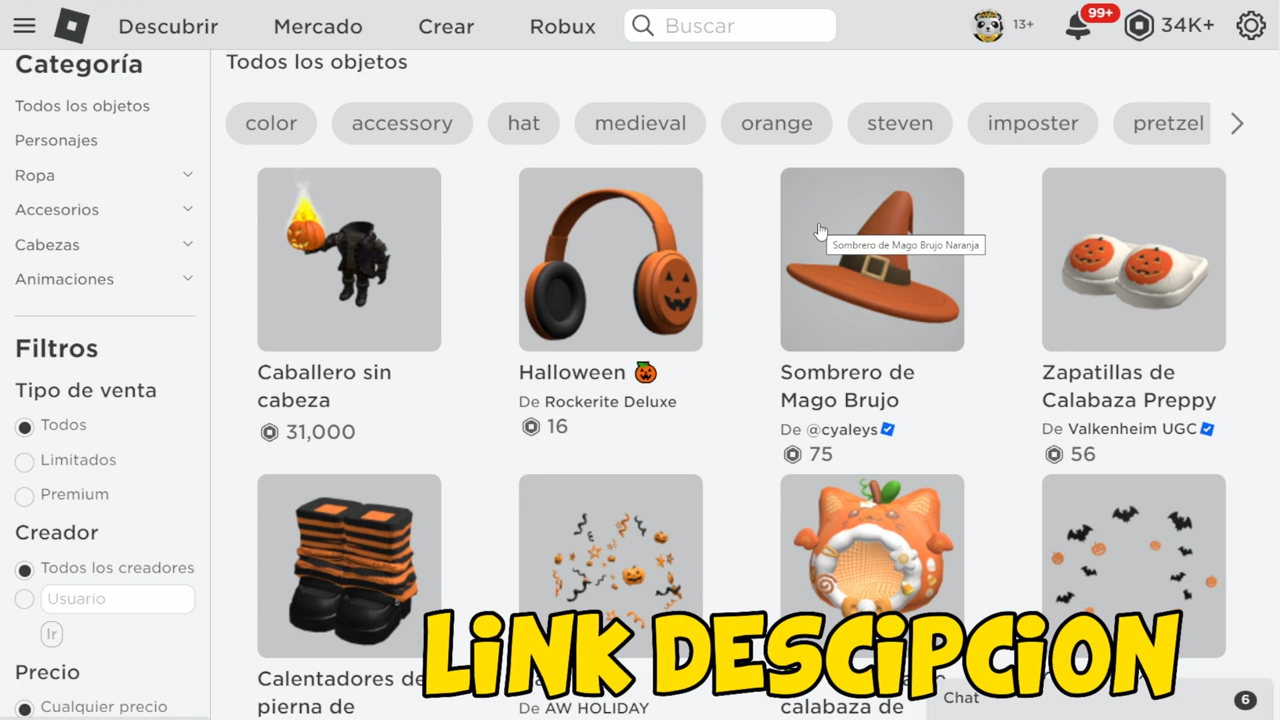 Descubrir
Mercado
Crear
Robux
Buscar
13+
99+
34K+
Categoría
Todos los objetos
Personajes
Ropa
Accesorios
Cabezas
Animaciones
Filtros
Tipo de venta
Todos
Limitados
Premium
Creador
Todos los creadores
Usuario
Ir
Precio
Cualquier precio
Todos los objetos
color
accessory
hat
medieval
orange
steven
imposter
pretzel
Caballero sin
cabeza
31,000
Halloween 🎃
De Rockerite Deluxe
16
Sombrero de Mago Brujo Naranja
Sombrero de
Mago Brujo
De @cyaleys
75
Zapatillas de
Calabaza Preppy
De Valkenheim UGC
56
Calentadores de
pierna de
De AW HOLIDAY
calabaza de
LiNK DESCiPCiON
Chat
6